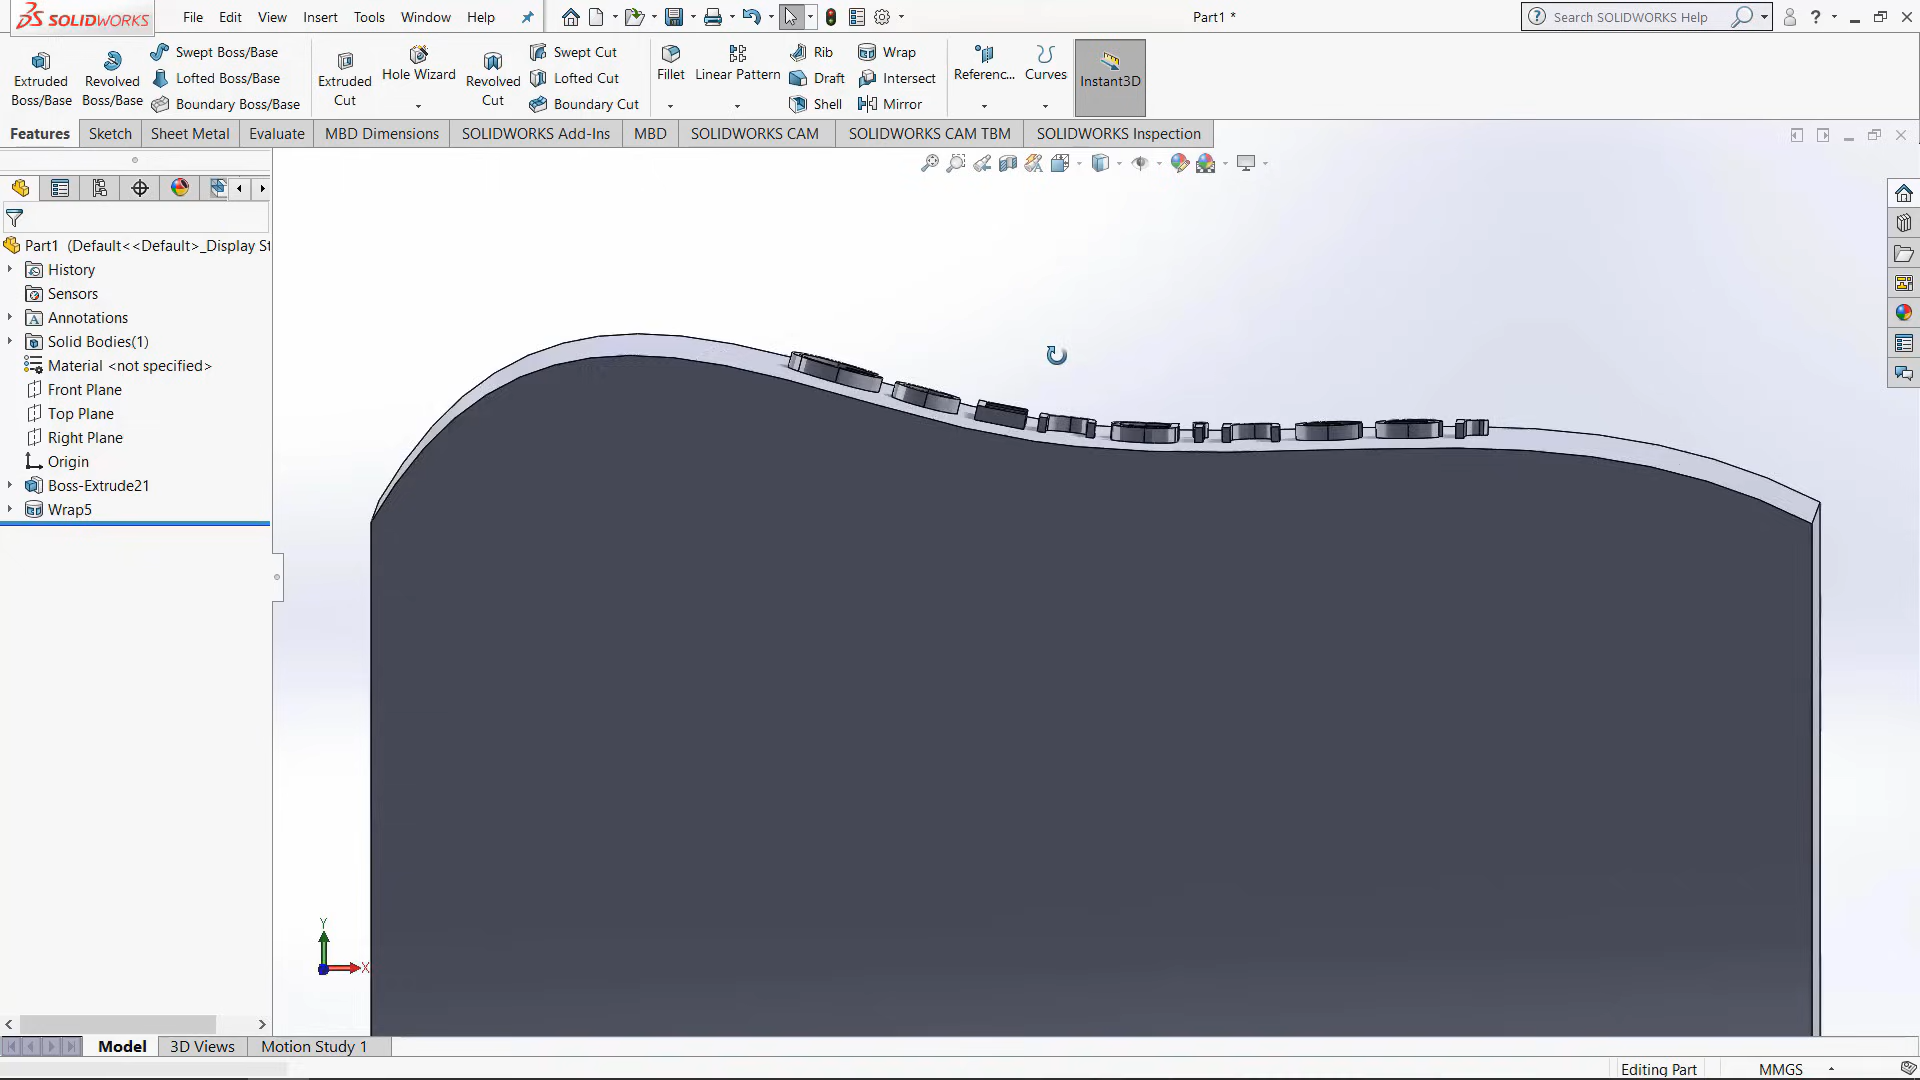 SOLIDWORKS File Edit View Insert Tools Window Help Part1 * Search SOLIDWORKS Help ?
Extruded Boss/Base
Revolved Boss/Base
Swept Boss/Base
Lofted Boss/Base
Boundary Boss/Base
Extruded Cut
Hole Wizard
Revolved Cut
Swept Cut
Lofted Cut
Boundary Cut
Fillet
Linear Pattern
Rib
Draft
Shell
Wrap
Intersect
Mirror
Referenc...
Curves
Instant3D
Features Sketch Sheet Metal Evaluate MBD Dimensions SOLIDWORKS Add-Ins MBD SOLIDWORKS CAM SOLIDWORKS CAM TBM SOLIDWORKS Inspection
Part1 (Default<<Default>_Display St
History
Sensors
Annotations
Solid Bodies(1)
Material <not specified>
Front Plane
Top Plane
Right Plane
Origin
Boss-Extrude21
Wrap5
Y
X
Model 3D Views Motion Study 1
Editing Part MMGS